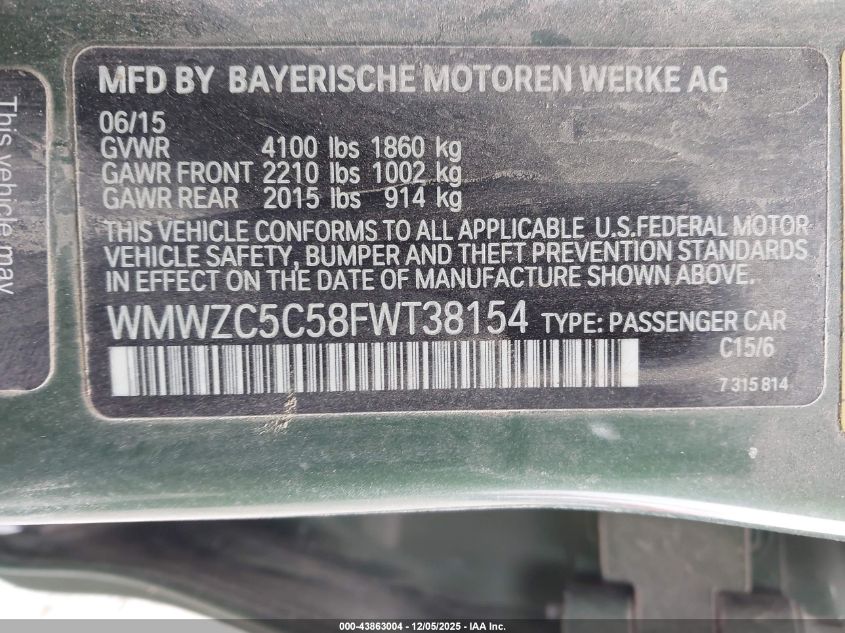 This vehicle may
MFD BY BAYERISCHE MOTOREN WERKE AG
06/15
GVWR 4100 lbs 1860 kg
GAWR FRONT 2210 lbs 1002 kg
GAWR REAR 2015 lbs 914 kg
THIS VEHICLE CONFORMS TO ALL APPLICABLE U.S.FEDERAL MOTOR
VEHICLE SAFETY, BUMPER AND THEFT PREVENTION STANDARDS
IN EFFECT ON THE DATE OF MANUFACTURE SHOWN ABOVE.
WMWZC5C58FWT38154 TYPE: PASSENGER CAR
C15/6
7 315 814
000-43863004 - 12/05/2025 - IAA Inc.